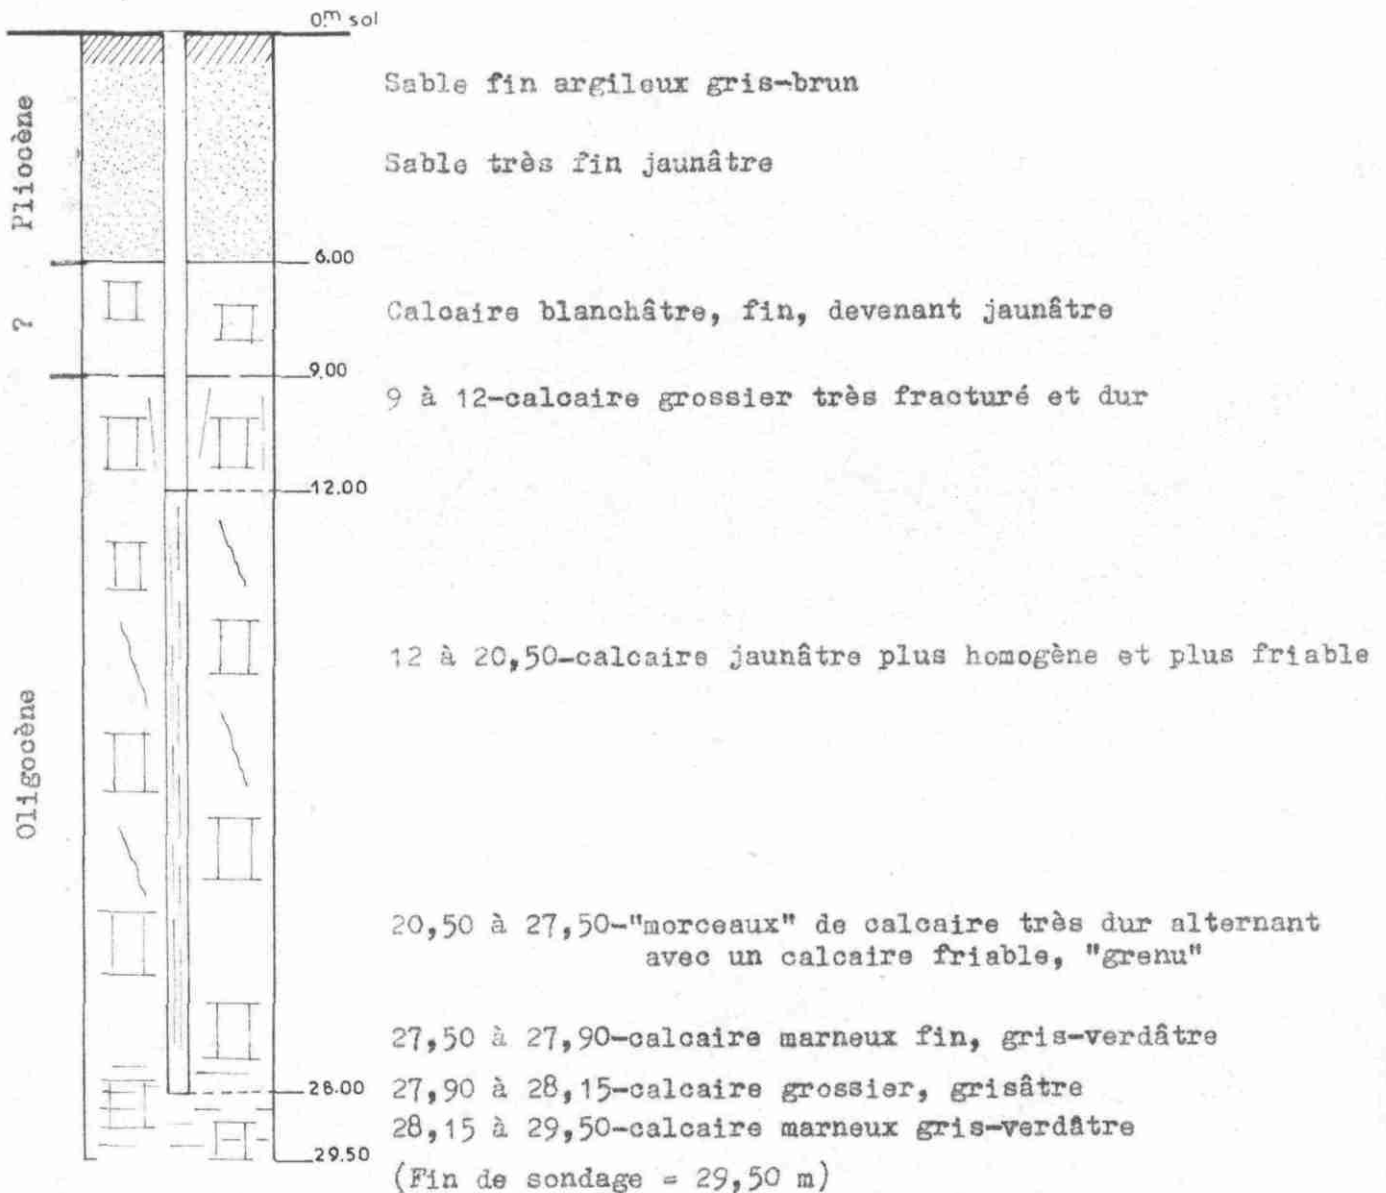 0m sol
Pliocène
Sable fin argileux gris-brun
Sable très fin jaunâtre
6.00
?
Calcaire blanchâtre, fin, devenant jaunâtre
9.00
9 à 12-calcaire grossier très fracturé et dur
12.00
Oligocène
12 à 20,50-calcaire jaunâtre plus homogène et plus friable
20,50 à 27,50-"morceaux" de calcaire très dur alternant
avec un calcaire friable, "grenu"
27,50 à 27,90-calcaire marneux fin, gris-verdâtre
28.00
27,90 à 28,15-calcaire grossier, grisâtre
28,15 à 29,50-calcaire marneux gris-verdâtre
29.50
(Fin de sondage = 29,50 m)